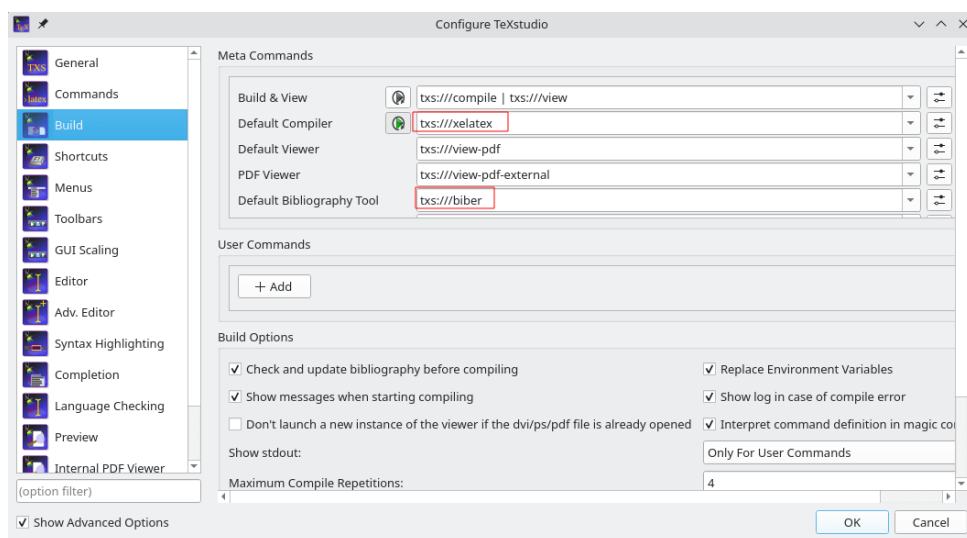 Configure TeXstudio
General
Commands
Build
Shortcuts
Menus
Toolbars
GUI Scaling
Editor
Adv. Editor
Syntax Highlighting
Completion
Language Checking
Preview
Internal PDF Viewer
(option filter)
Show Advanced Options
Meta Commands
Build & View txs:///compile | txs:///view
Default Compiler txs:///xelatex
Default Viewer txs:///view-pdf
PDF Viewer txs:///view-pdf-external
Default Bibliography Tool txs:///biber
User Commands
+ Add
Build Options
Check and update bibliography before compiling Replace Environment Variables
Show messages when starting compiling Show log in case of compile error
Don't launch a new instance of the viewer if the dvi/ps/pdf file is already opened Interpret command definition in magic
Show stdout: Only For User Commands
Maximum Compile Repetitions: 4
OK Cancel